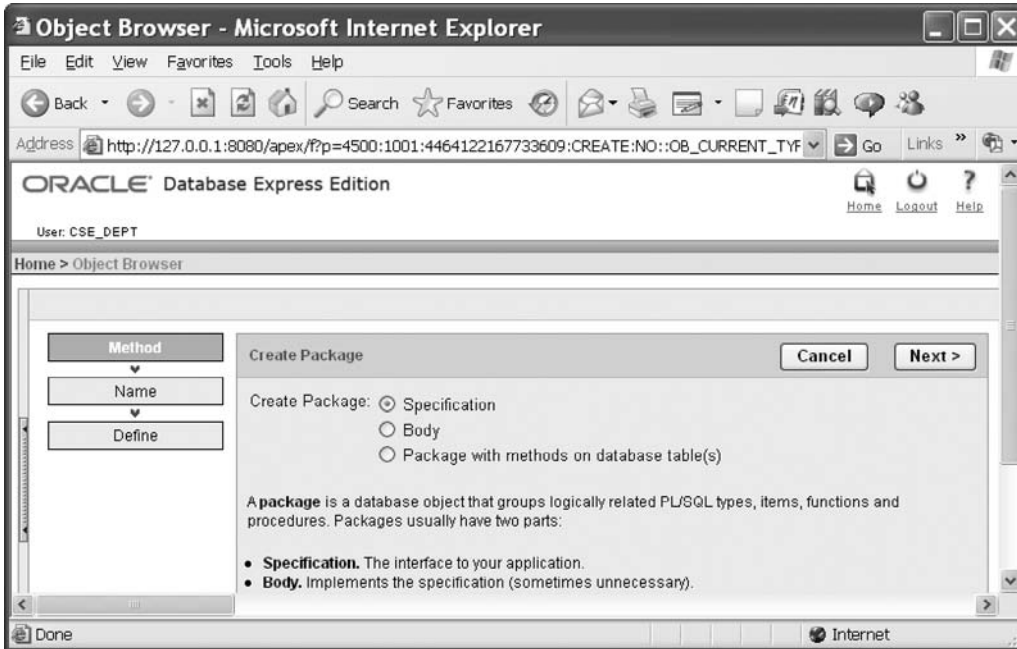 Object Browser - Microsoft Internet Explorer
File Edit View Favorites Tools Help
Back Search Favorites
Address http://127.0.0.1:8080/apex/f?p=4500:1001:4464122167733609:CREATE:NO::OB_CURRENT_TYF Go Links »
ORACLE Database Express Edition
Home Logout Help
User: CSE_DEPT
Home > Object Browser
Method
Name
Define
Create Package Cancel Next >
Create Package: Specification
Body
Package with methods on database table(s)
A package is a database object that groups logically related PL/SQL types, items, functions and
procedures. Packages usually have two parts:
• Specification. The interface to your application.
• Body. Implements the specification (sometimes unnecessary).
Done Internet